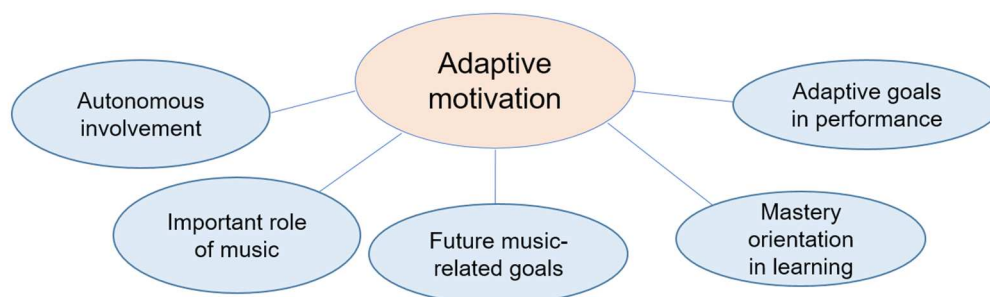 Adaptive
motivation
Autonomous
involvement
Important role
of music
Future music-
related goals
Mastery
orientation
in learning
Adaptive goals
in performance